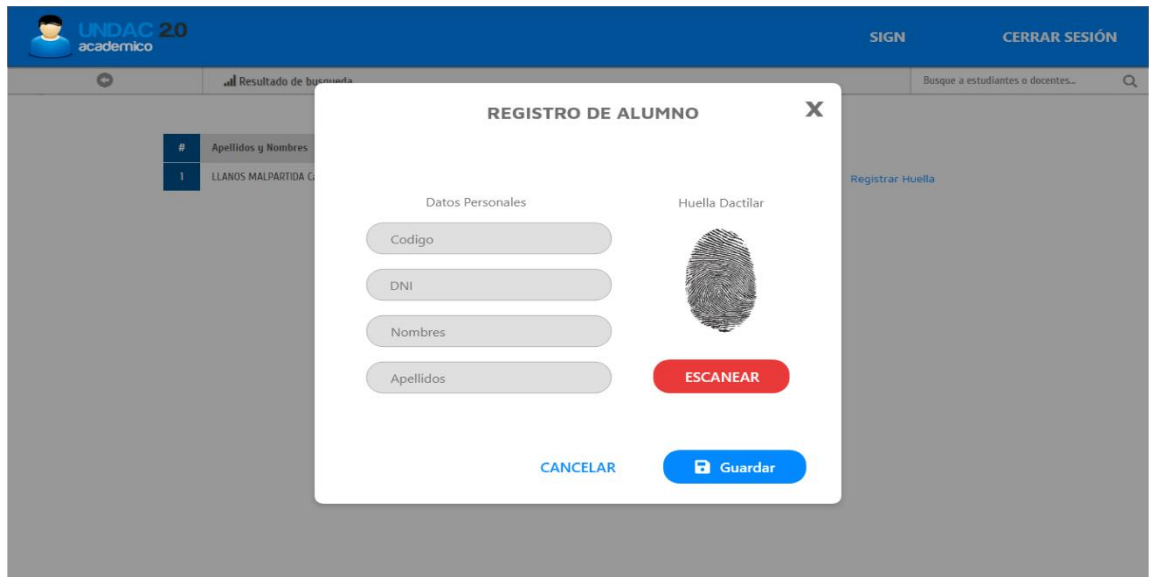 UNDAC 2.0
academico
SIGN
CERRAR SESIÓN
Resultado de busqueda
Busque a estudiantes o docentes...
REGISTRO DE ALUMNO
X
# Apellidos y Nombres
1 LLANOS MALPARTIDA
Registrar Huella
Datos Personales
Huella Dactilar
Codigo
DNI
Nombres
Apellidos
ESCANEAR
CANCELAR
Guardar